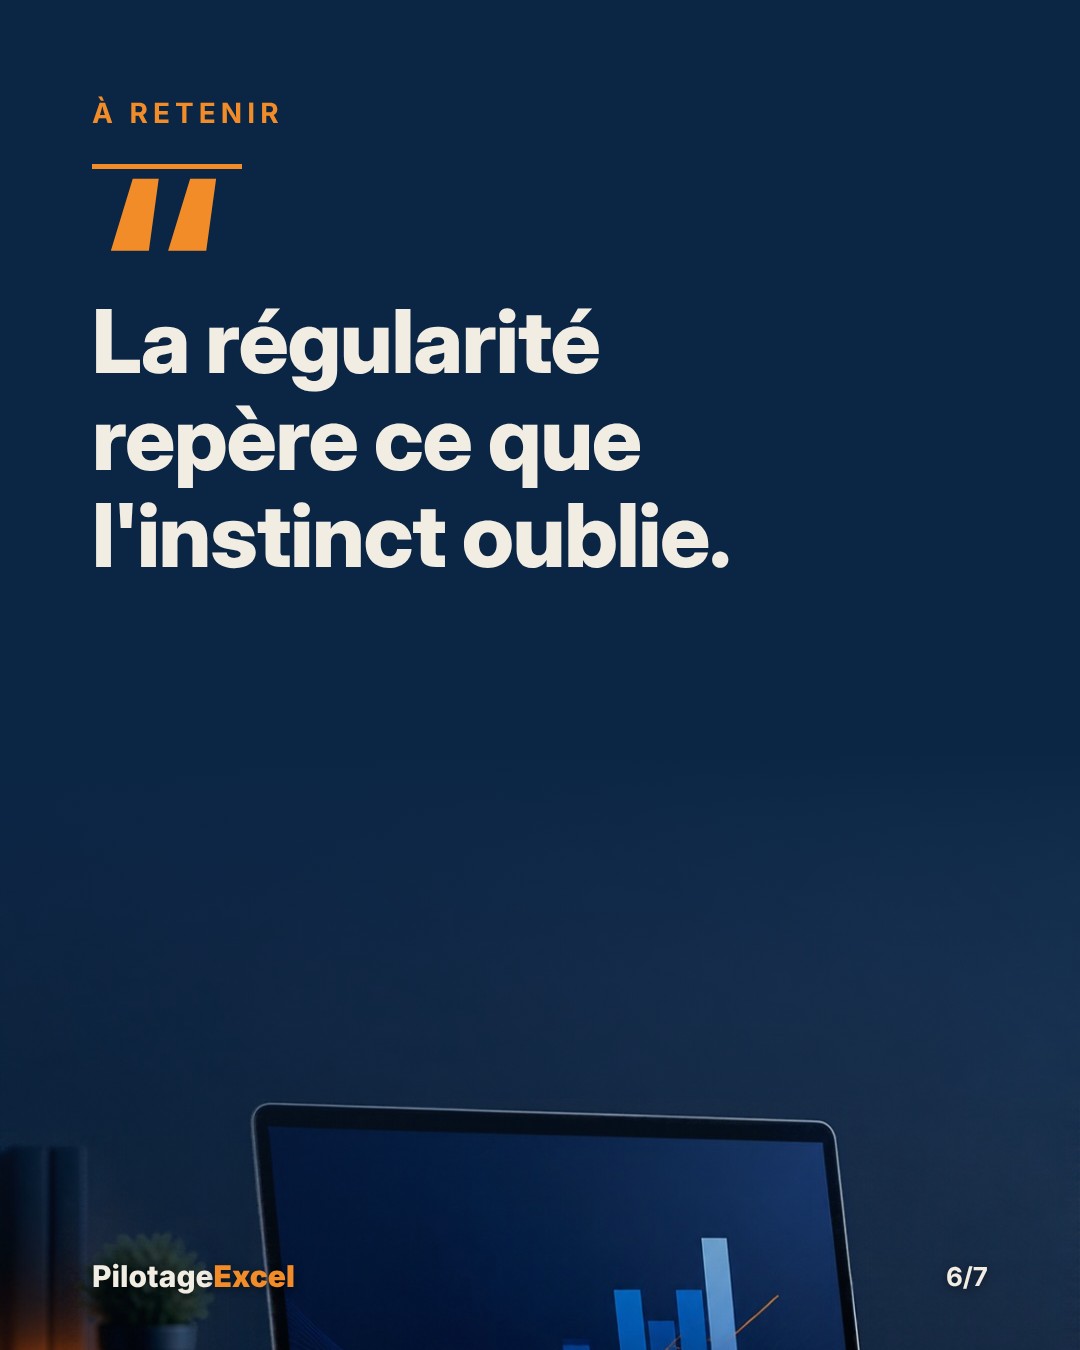 À RETENIR
"
La régularité
repère ce que
l'instinct oublie.
PilotageExcel
6/7